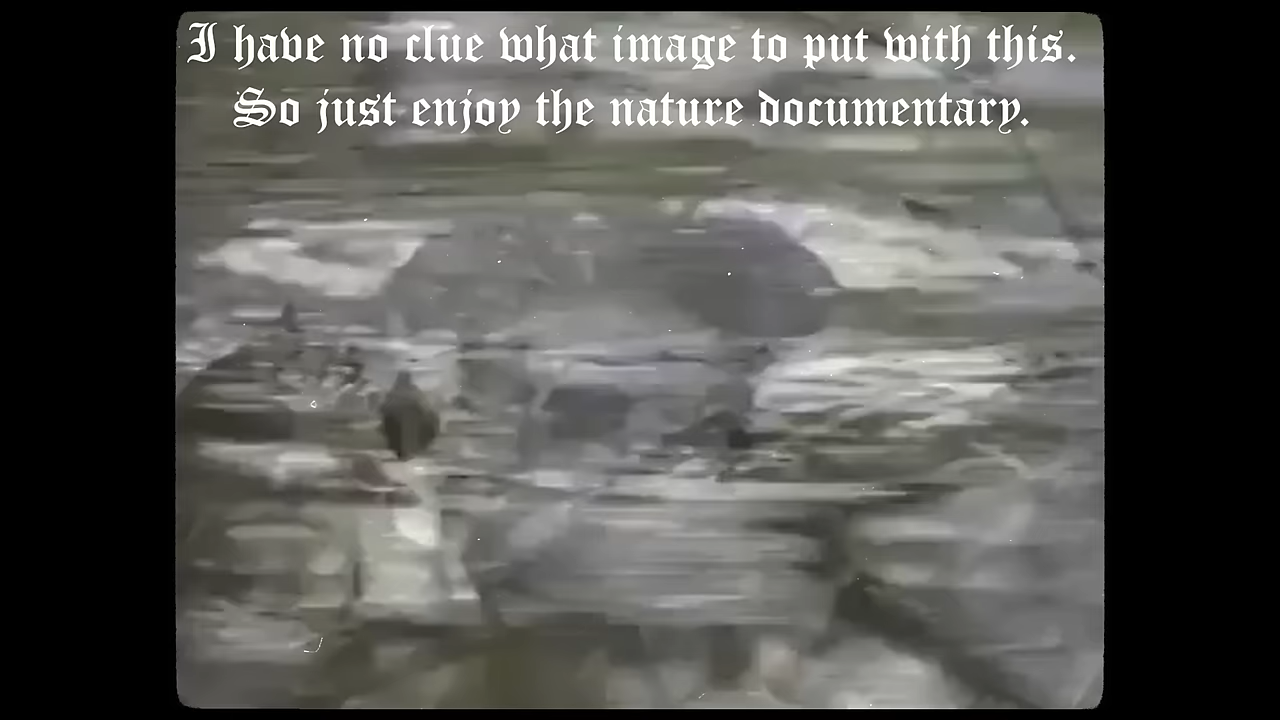 I have no clue what image to put with this.
So just enjoy the nature documentary.